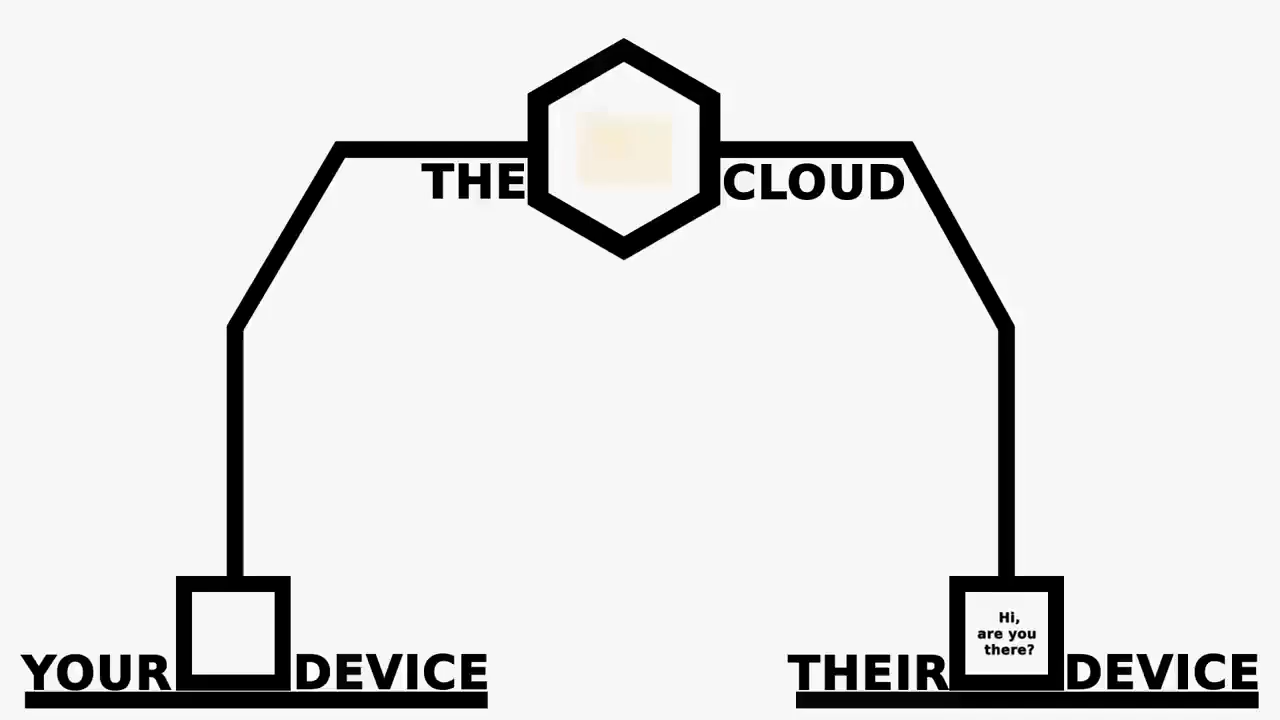 THE CLOUD
Hi,
are you
there?
YOUR DEVICE
THEIR DEVICE